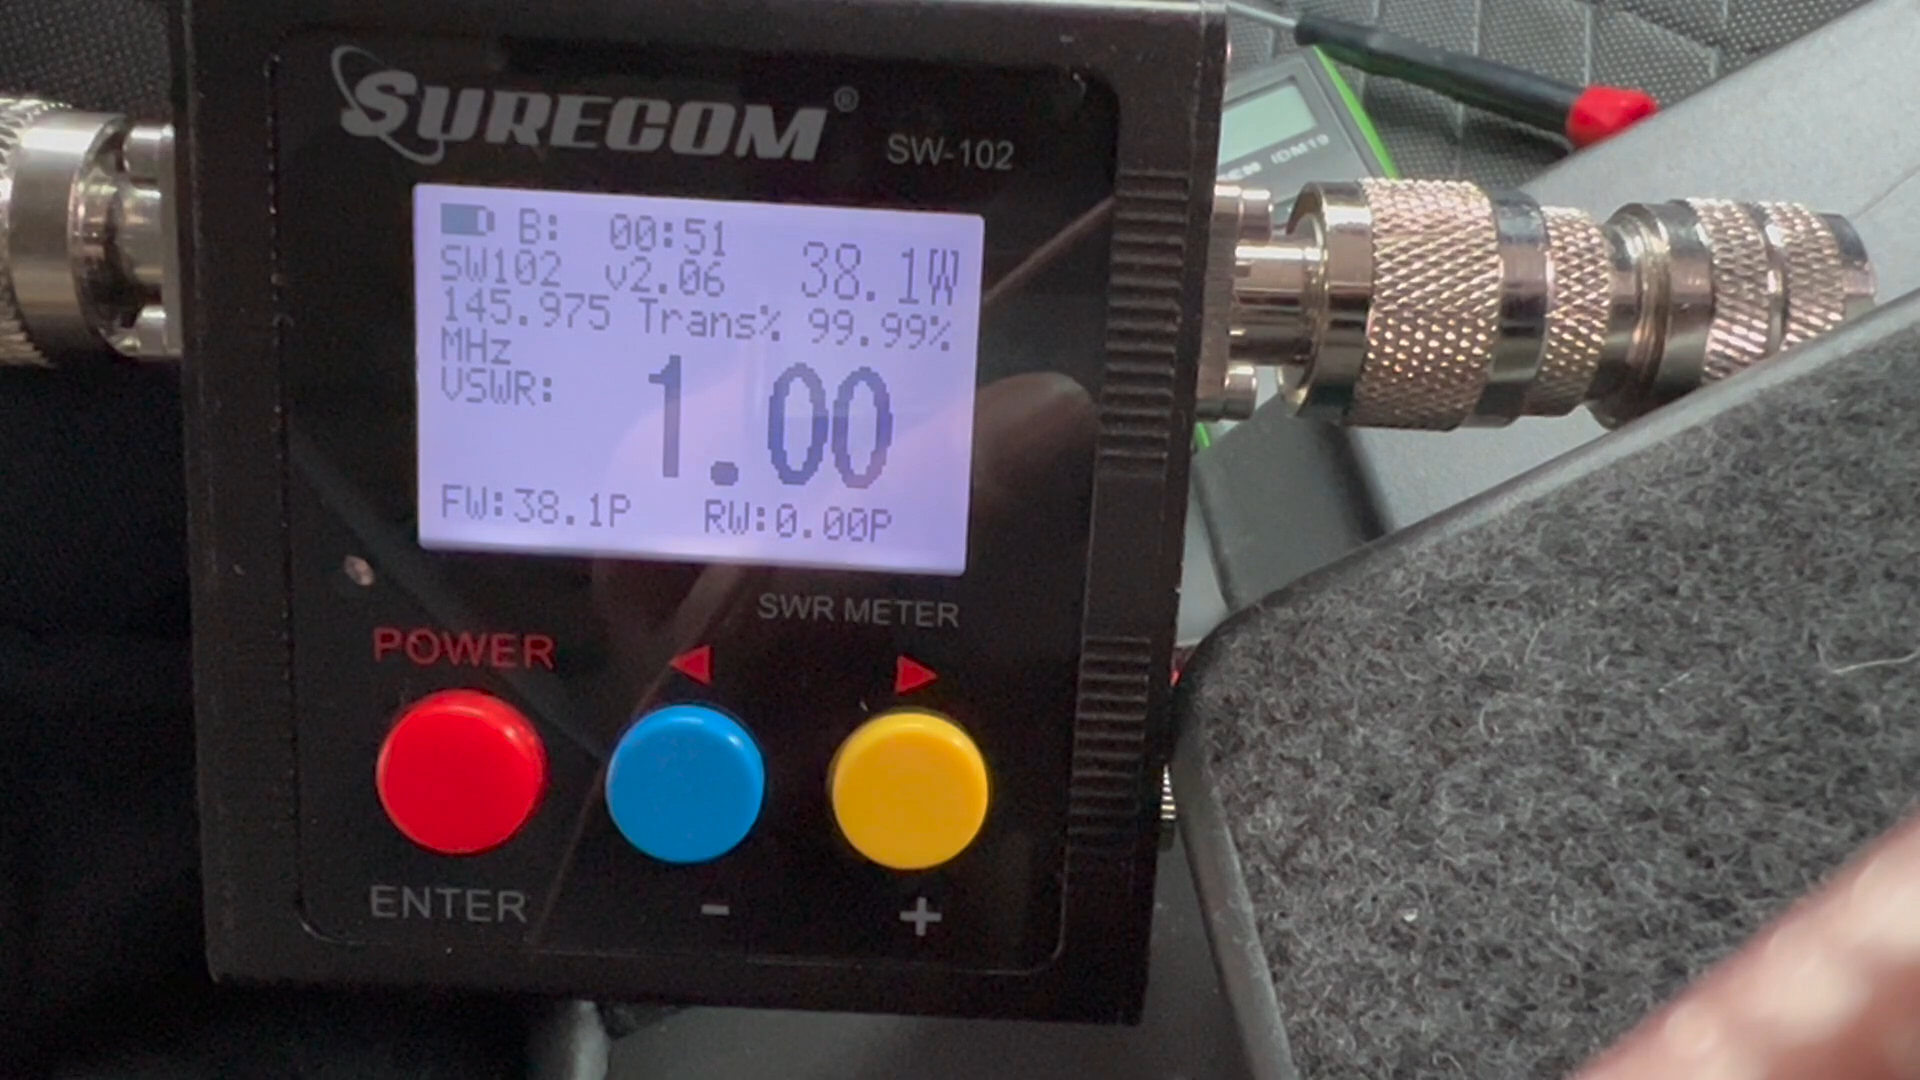 SURECOM®
SW-102
B: 00:51
38.1W
SW102 v2.06
145.975 Trans% 99.99%
MHz
VSWR: 1.00
FW:38.1P RW:0.00P
SWR METER
POWER
ENTER
-
+
IDM19